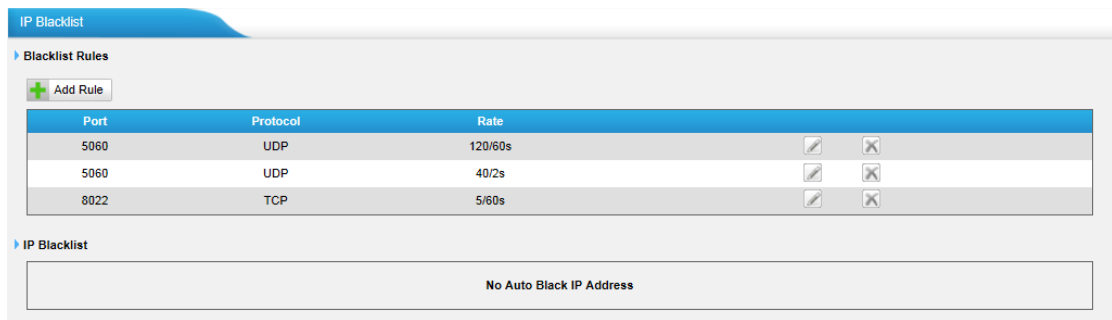 IP Blacklist
Blacklist Rules
Add Rule
Port Protocol Rate
5060 UDP 120/60s
5060 UDP 40/2s
8022 TCP 5/60s
IP Blacklist
No Auto Black IP Address